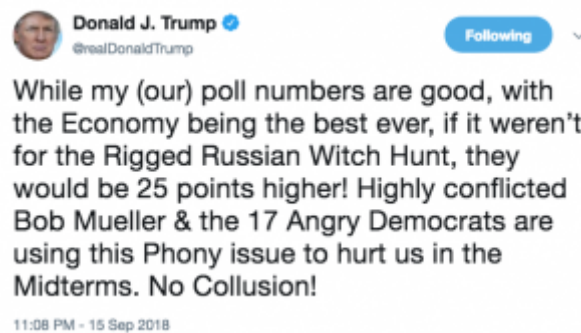 Donald J. Trump
@realDonaldTrump
Following
While my (our) poll numbers are good, with
the Economy being the best ever, if it weren't
for the Rigged Russian Witch Hunt, they
would be 25 points higher! Highly conflicted
Bob Mueller & the 17 Angry Democrats are
using this Phony issue to hurt us in the
Midterms. No Collusion!
11:08 PM - 15 Sep 2018